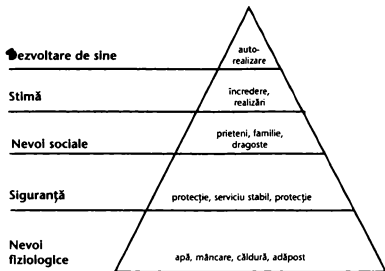 auto-
realizare
Dezvoltare de sine
încredere,
realizări
Stimă
prieteni, familie,
dragoste
Nevoi sociale
Siguranță
protecție, serviciu stabil, protecție
Nevoi
fiziologice
apă, mâncare, căldură, adăpost